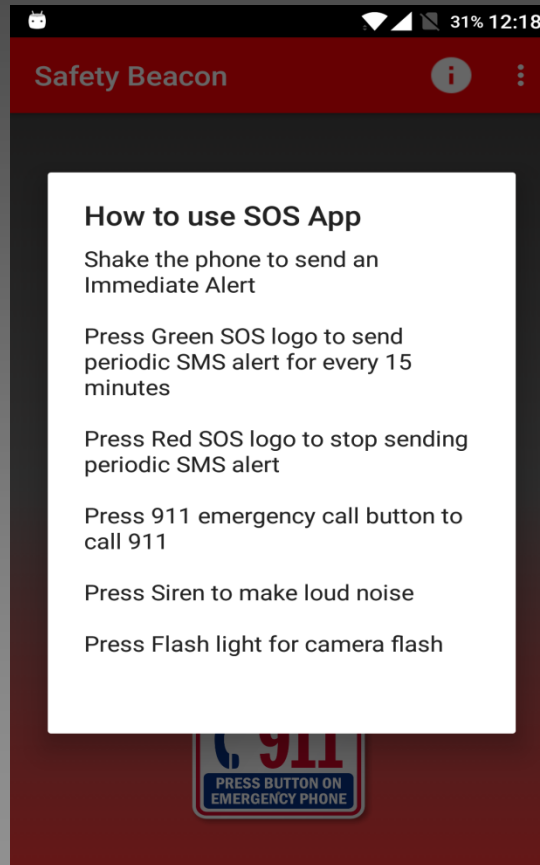 31% 12:18
Safety Beacon
i
How to use SOS App
Shake the phone to send an
Immediate Alert
Press Green SOS logo to send
periodic SMS alert for every 15
minutes
Press Red SOS logo to stop sending
periodic SMS alert
Press 911 emergency call button to
call 911
Press Siren to make loud noise
Press Flash light for camera flash
911
PRESS BUTTON ON
EMERGENCY PHONE